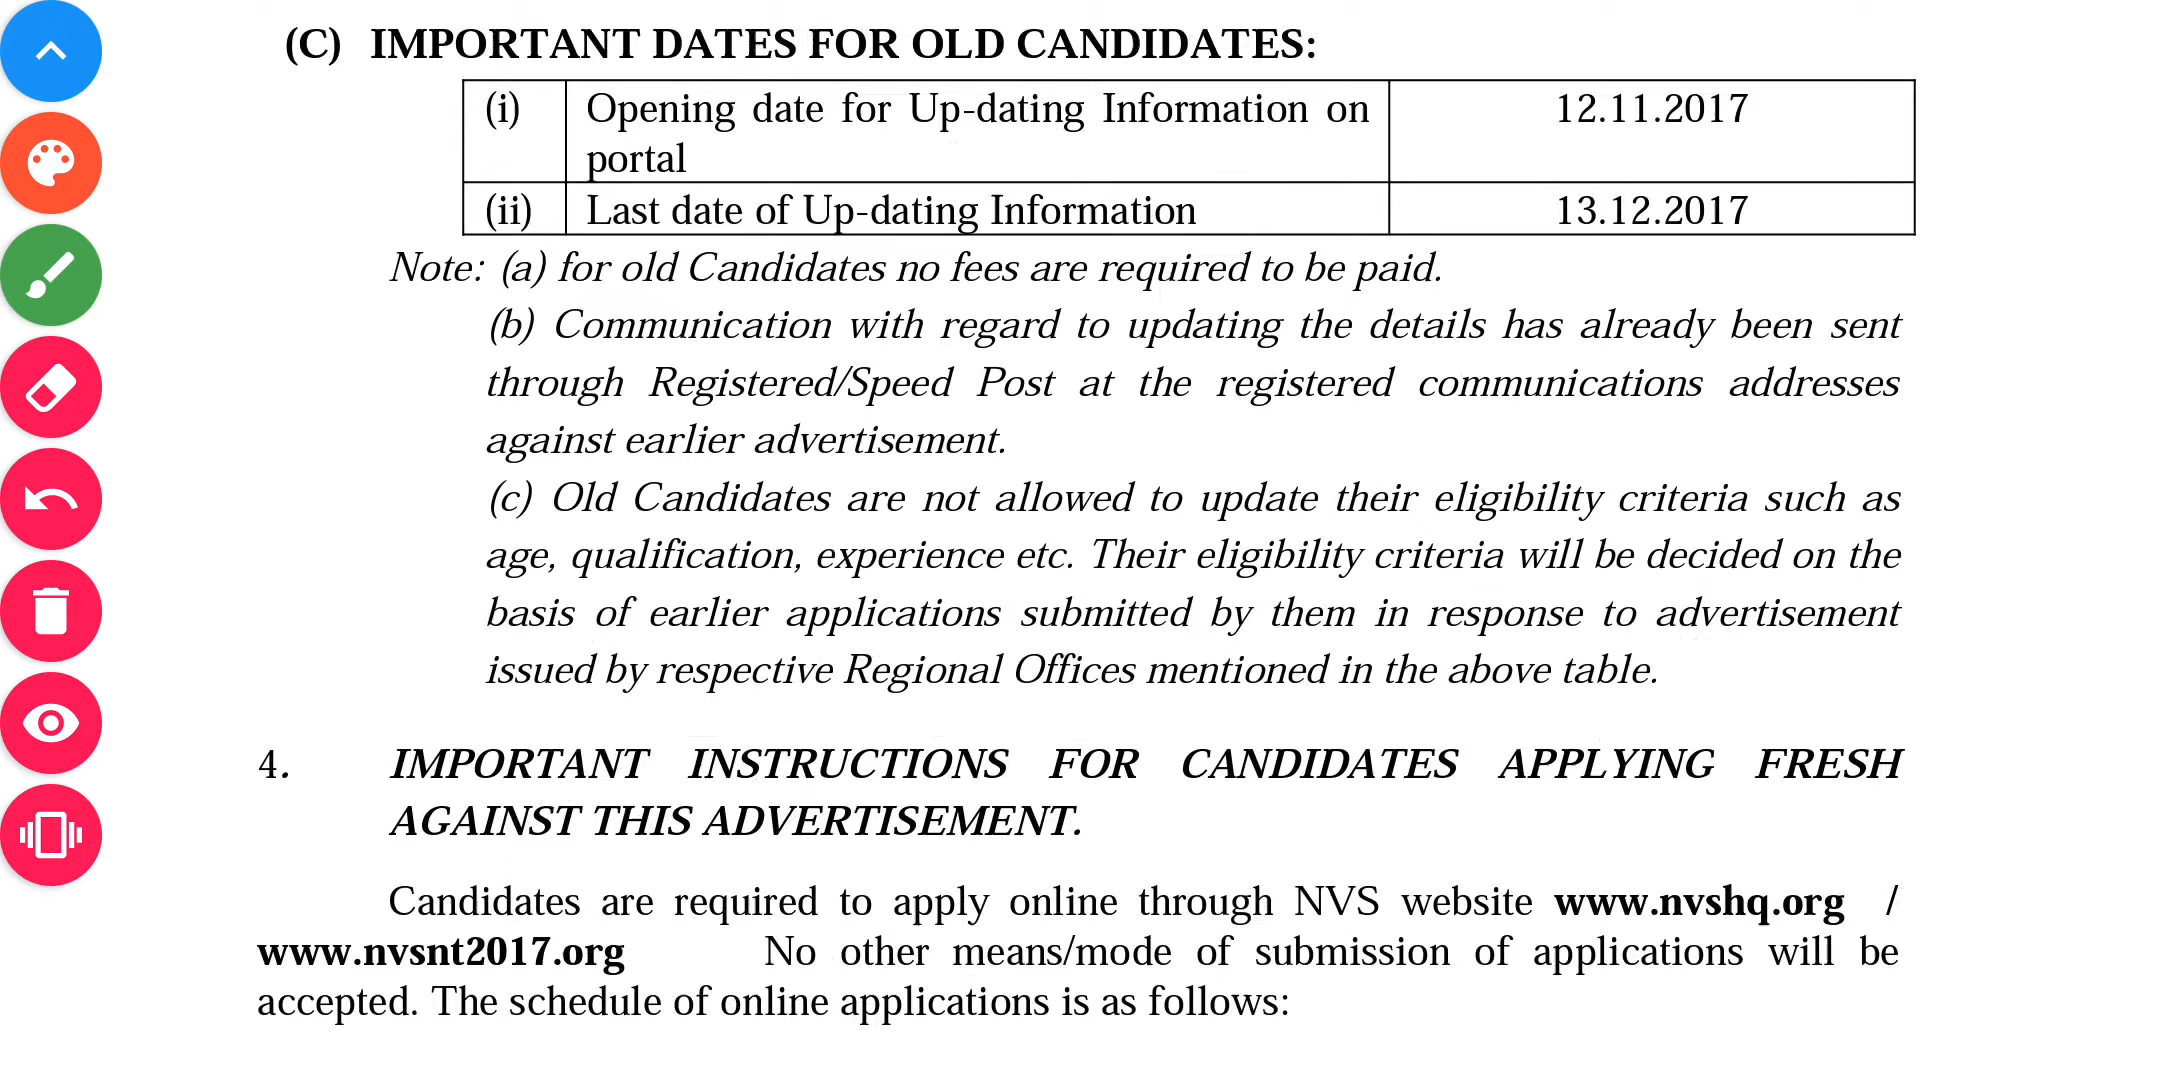 (C) IMPORTANT DATES FOR OLD CANDIDATES:
(i) Opening date for Up-dating Information on 12.11.2017
portal
(ii) Last date of Up-dating Information 13.12.2017
Note: (a) for old Candidates no fees are required to be paid.
(b) Communication with regard to updating the details has already been sent
through Registered/Speed Post at the registered communications addresses
against earlier advertisement.
(c) Old Candidates are not allowed to update their eligibility criteria such as
age, qualification, experience etc. Their eligibility criteria will be decided on the
basis of earlier applications submitted by them in response to advertisement
issued by respective Regional Offices mentioned in the above table.
4. IMPORTANT INSTRUCTIONS FOR CANDIDATES APPLYING FRESH
AGAINST THIS ADVERTISEMENT.
Candidates are required to apply online through NVS website www.nvshq.org /
www.nvsnt2017.org No other means/mode of submission of applications will be
accepted. The schedule of online applications is as follows: